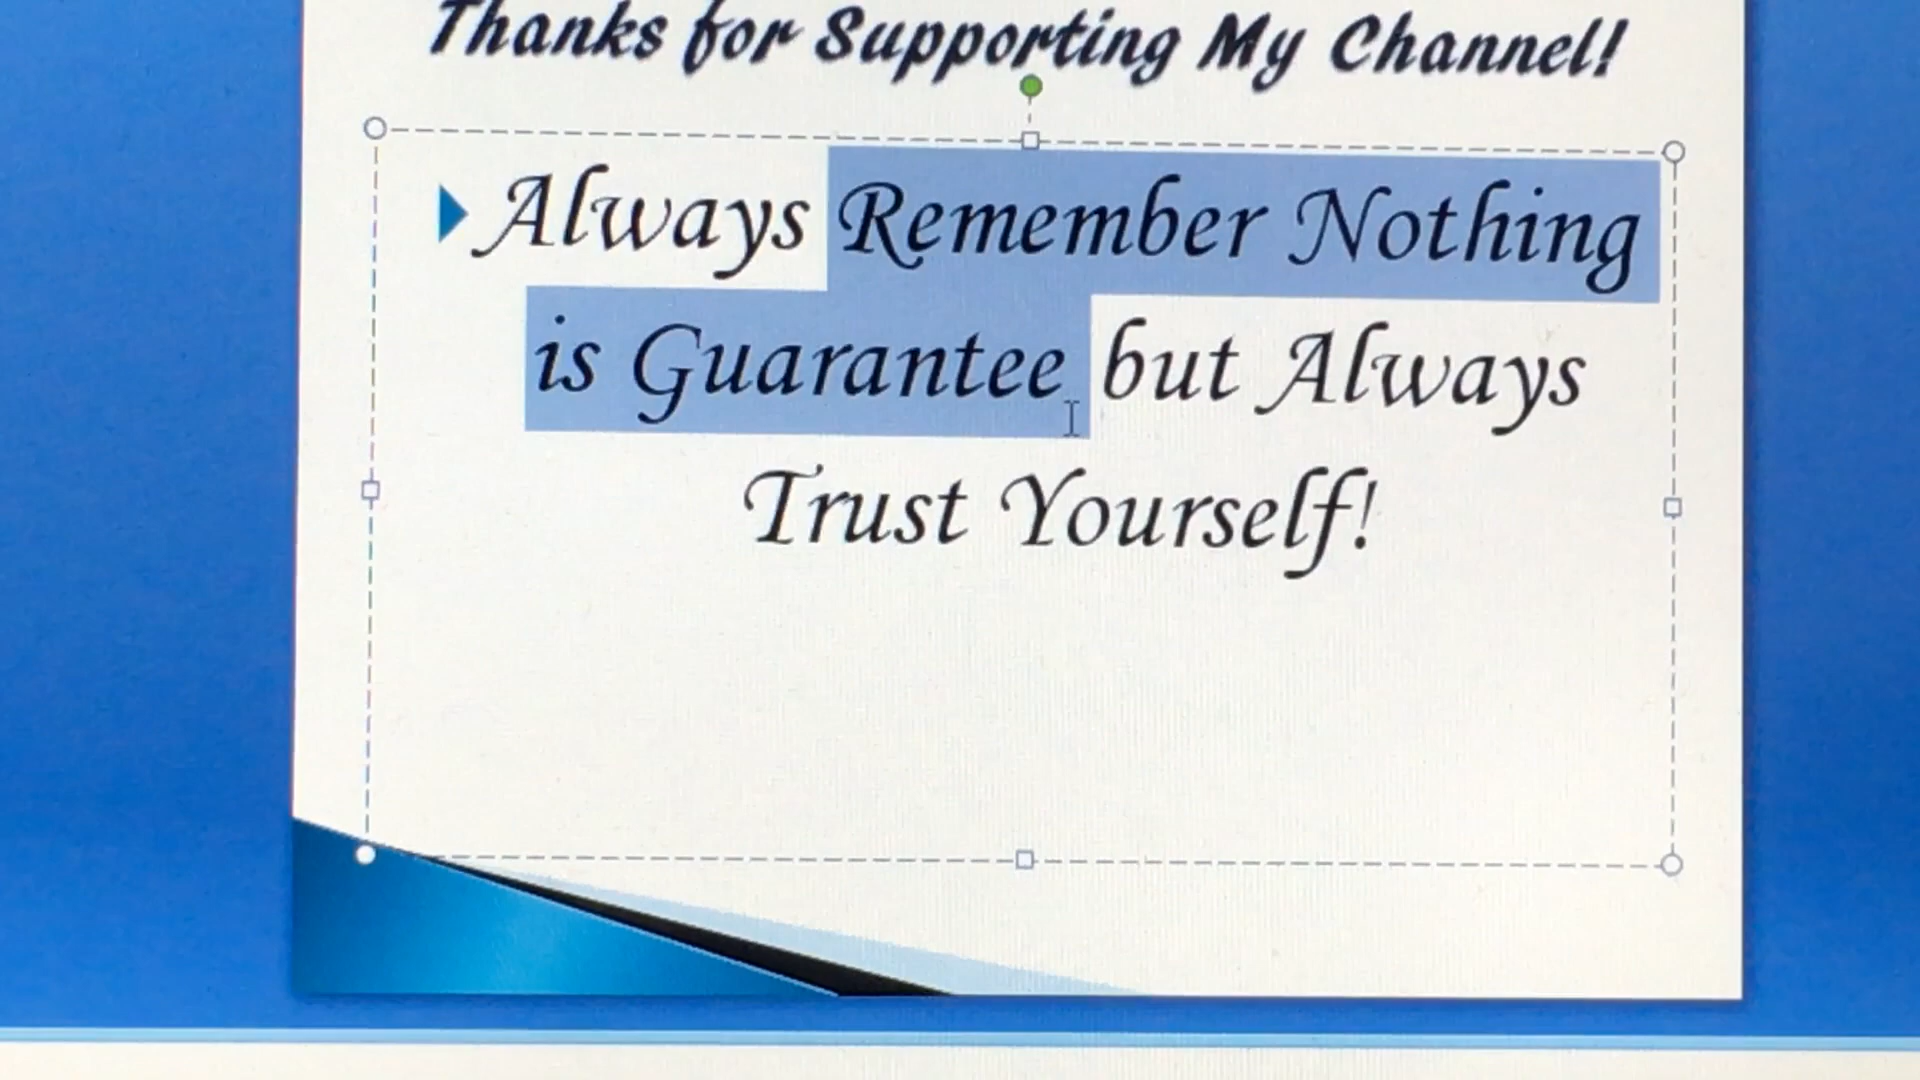 Thanks for Supporting My Channel!
Always Remember Nothing
is Guarantee but Always
Trust Yourself!